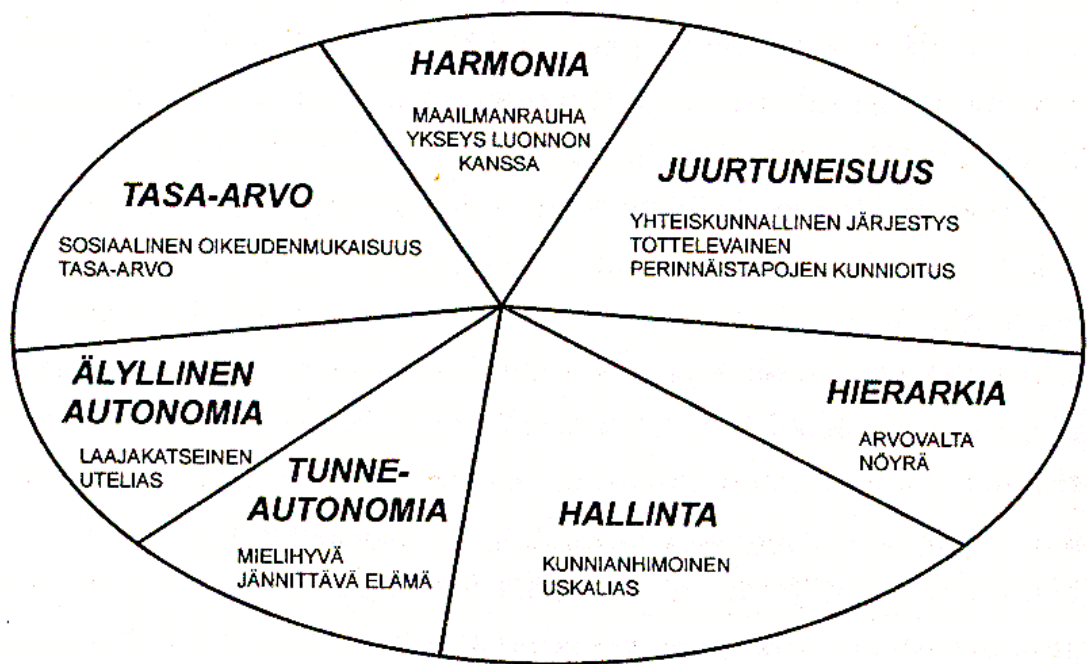 HARMONIA
MAAILMANRAUHA
YKSEYS LUONNON
KANSSA
JUURTUNEISUUS
YHTEISKUNNALLINEN JÄRJESTYS
TOTTELEVAINEN
PERINNÄISTAPOJEN KUNNIOITUS
TASA-ARVO
SOSIAALINEN OIKEUDENMUKAISUUS
TASA-ARVO
ÄLYLLINEN
AUTONOMIA
LAAJAKATSEINEN
UTELIAS
TUNNE-
AUTONOMIA
MIELIHYVÄ
JÄNNITTÄVÄ ELÄMÄ
HALLINTA
KUNNIANHIMOINEN
USKALIAS
HIERARKIA
ARVOVALTA
NÖYRÄ